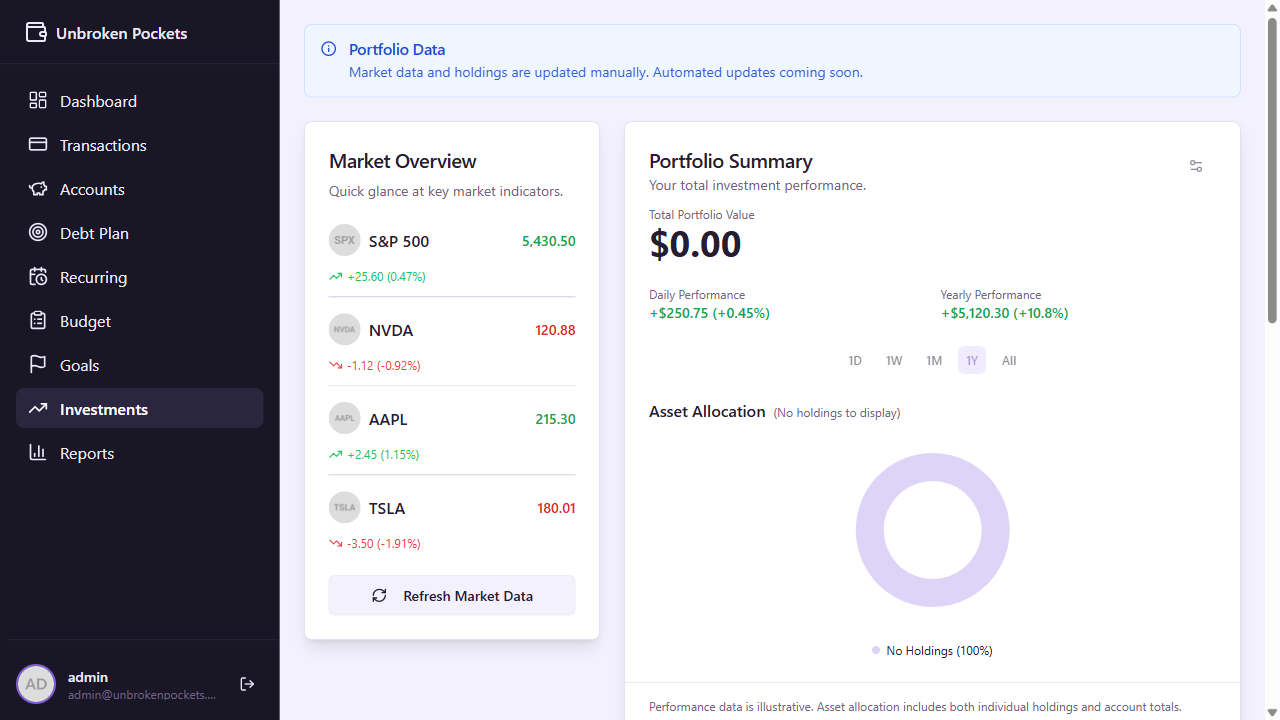 Unbroken Pockets
Dashboard
Transactions
Accounts
Debt Plan
Recurring
Budget
Goals
Investments
Reports
AD
admin
admin@unbrokenpockets....
Portfolio Data
Market data and holdings are updated manually. Automated updates coming soon.
Market Overview
Quick glance at key market indicators.
SPX S&P 500 5,430.50
+25.60 (0.47%)
NVDA NVDA 120.88
-1.12 (-0.92%)
AAPL AAPL 215.30
+2.45 (1.15%)
TSLA TSLA 180.01
-3.50 (-1.91%)
Refresh Market Data
Portfolio Summary
Your total investment performance.
Total Portfolio Value
$0.00
Daily Performance Yearly Performance
+$250.75 (+0.45%) +$5,120.30 (+10.8%)
1D 1W 1M 1Y All
Asset Allocation (No holdings to display)
No Holdings (100%)
Performance data is illustrative. Asset allocation includes both individual holdings and account totals.